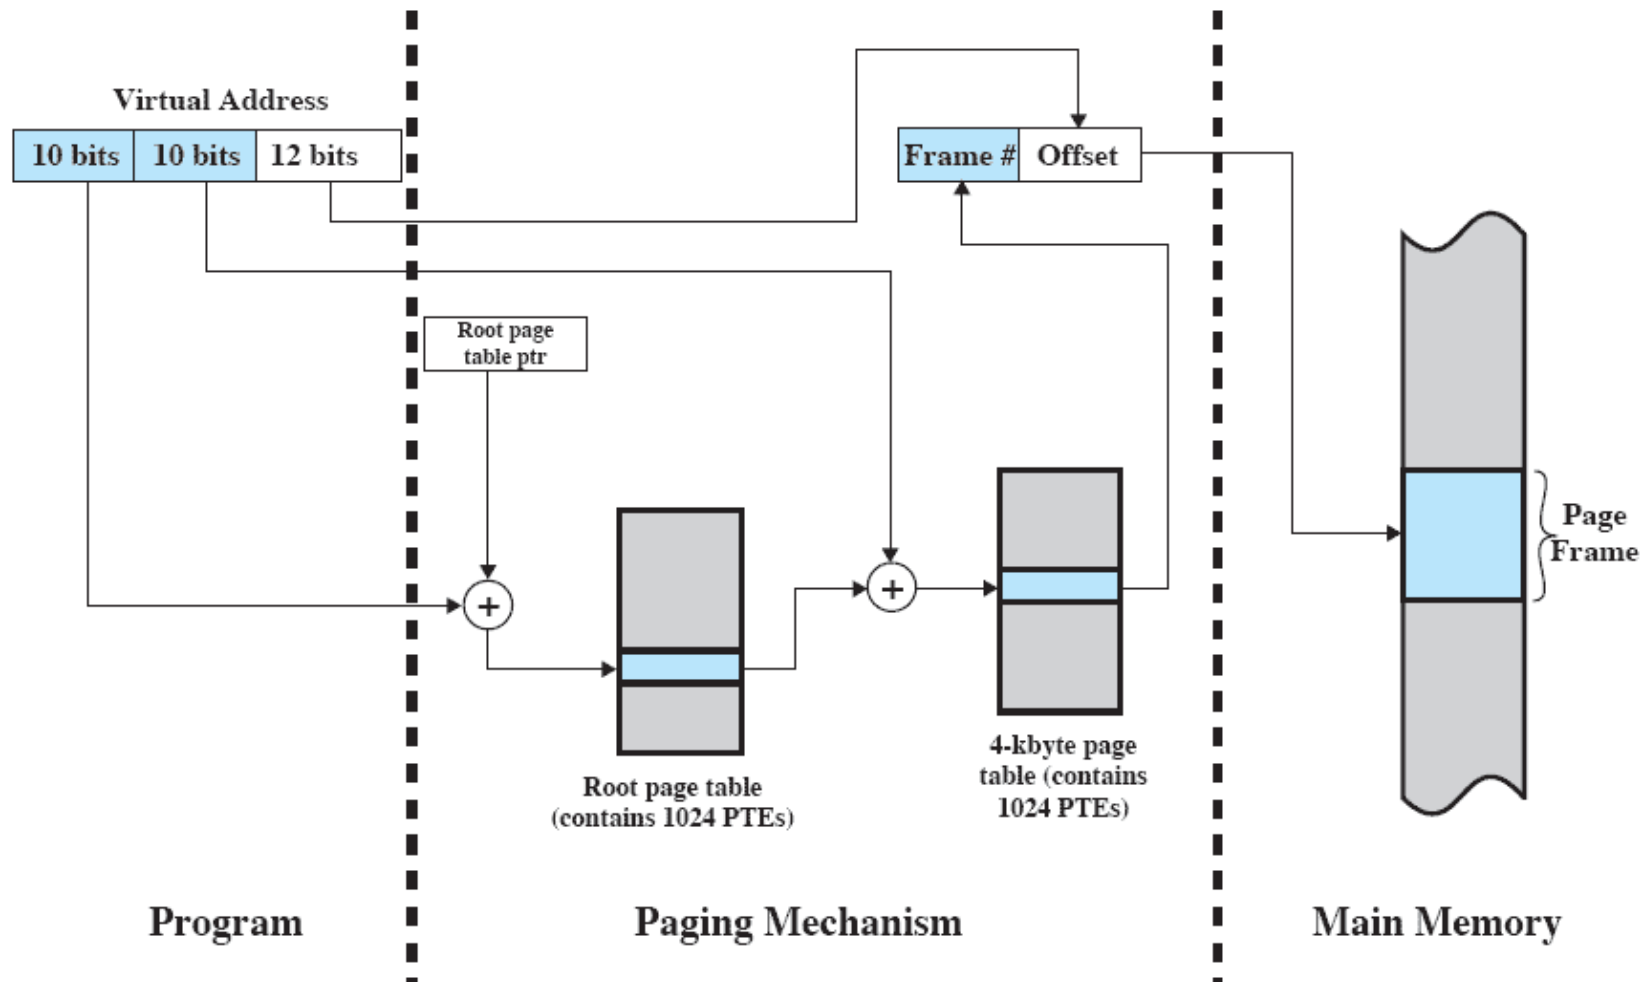 Virtual Address
10 bits 10 bits 12 bits
Frame # Offset
Root page
table ptr
+
+
Page
Frame
Root page table
(contains 1024 PTEs)
4-kbyte page
table (contains
1024 PTEs)
Program
Paging Mechanism
Main Memory